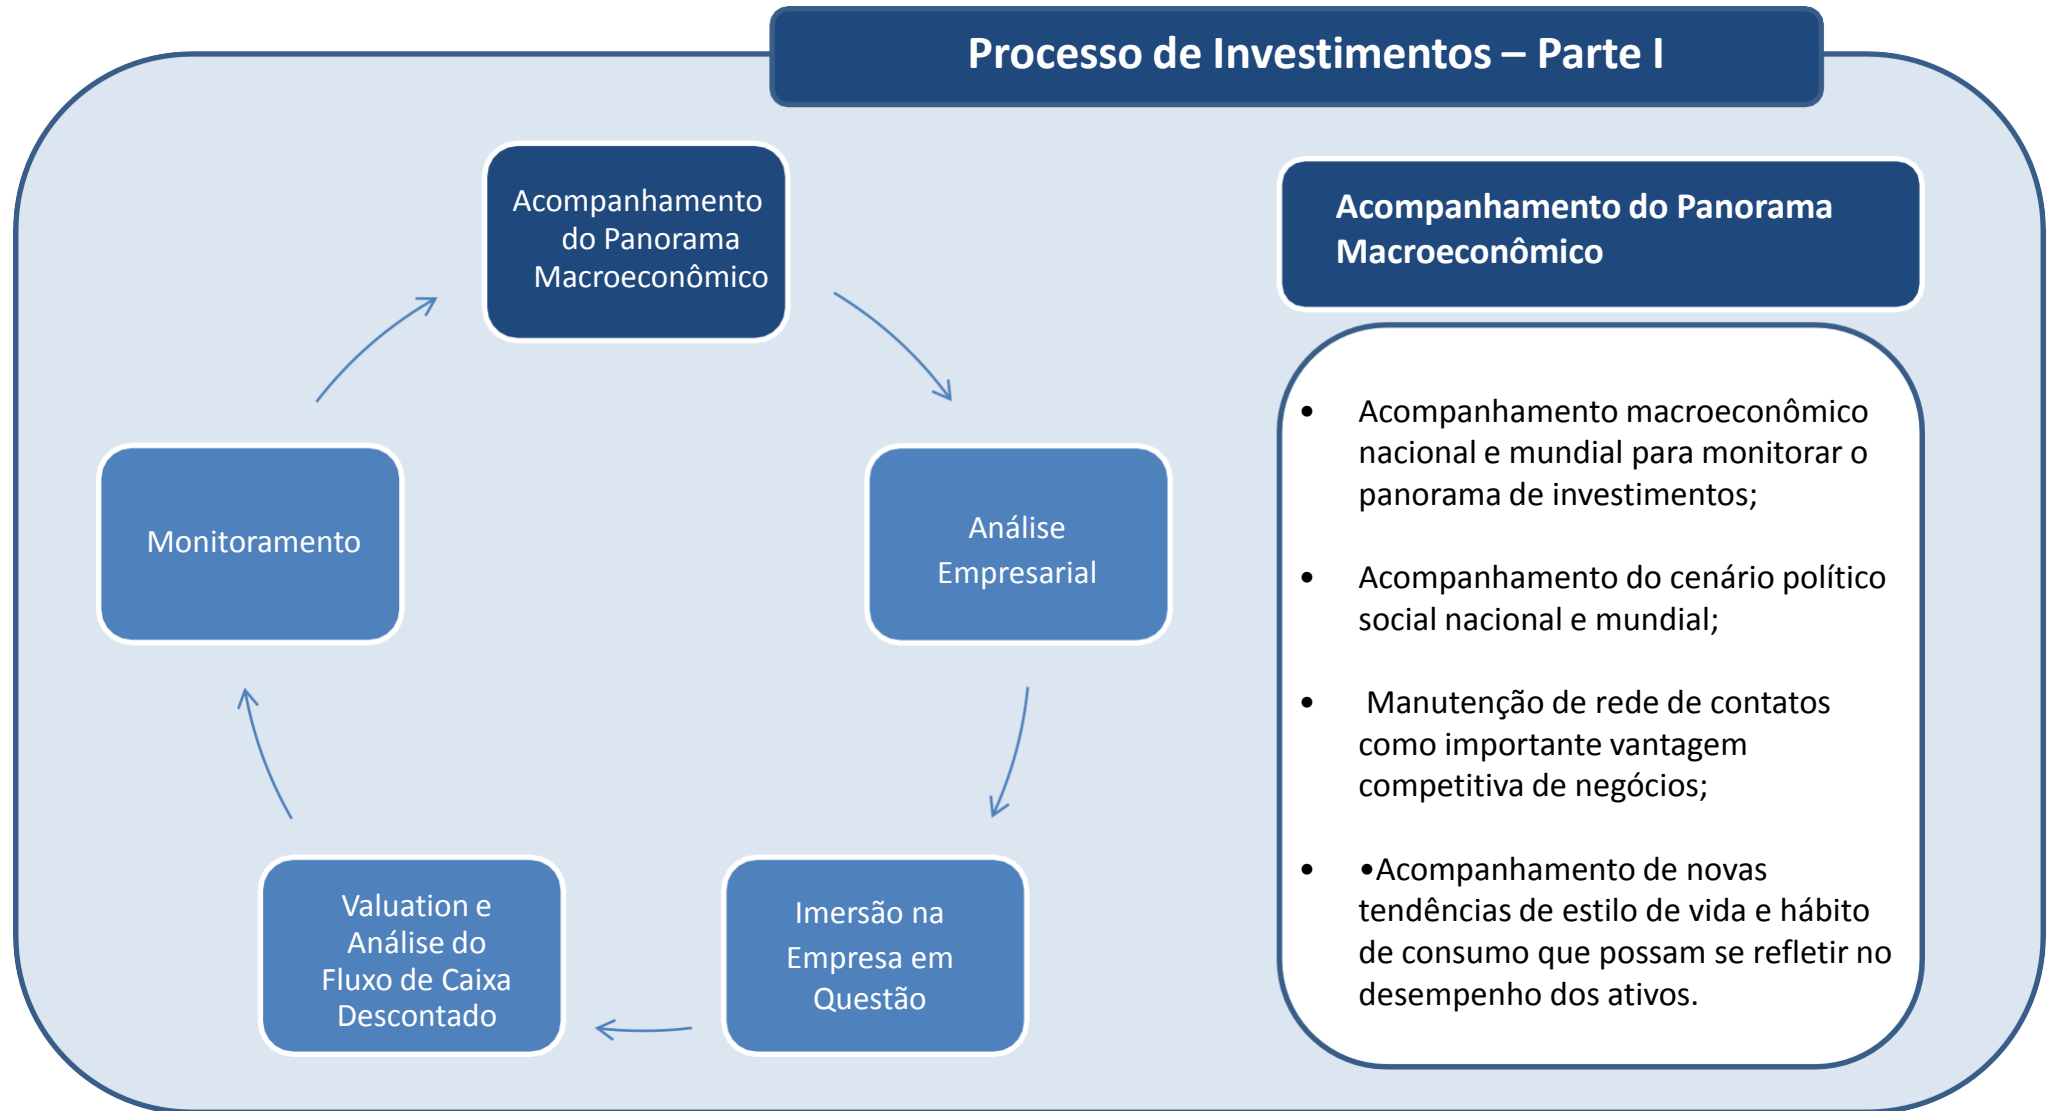 Processo de Investimentos – Parte I
Acompanhamento
do Panorama
Macroeconômico
Análise
Empresarial
Imersão na
Empresa em
Questão
Valuation e
Análise do
Fluxo de Caixa
Descontado
Monitoramento
Acompanhamento do Panorama
Macroeconômico
• Acompanhamento macroeconômico
nacional e mundial para monitorar o
panorama de investimentos;
• Acompanhamento do cenário político
social nacional e mundial;
• Manutenção de rede de contatos
como importante vantagem
competitiva de negócios;
• •Acompanhamento de novas
tendências de estilo de vida e hábito
de consumo que possam se refletir no
desempenho dos ativos.